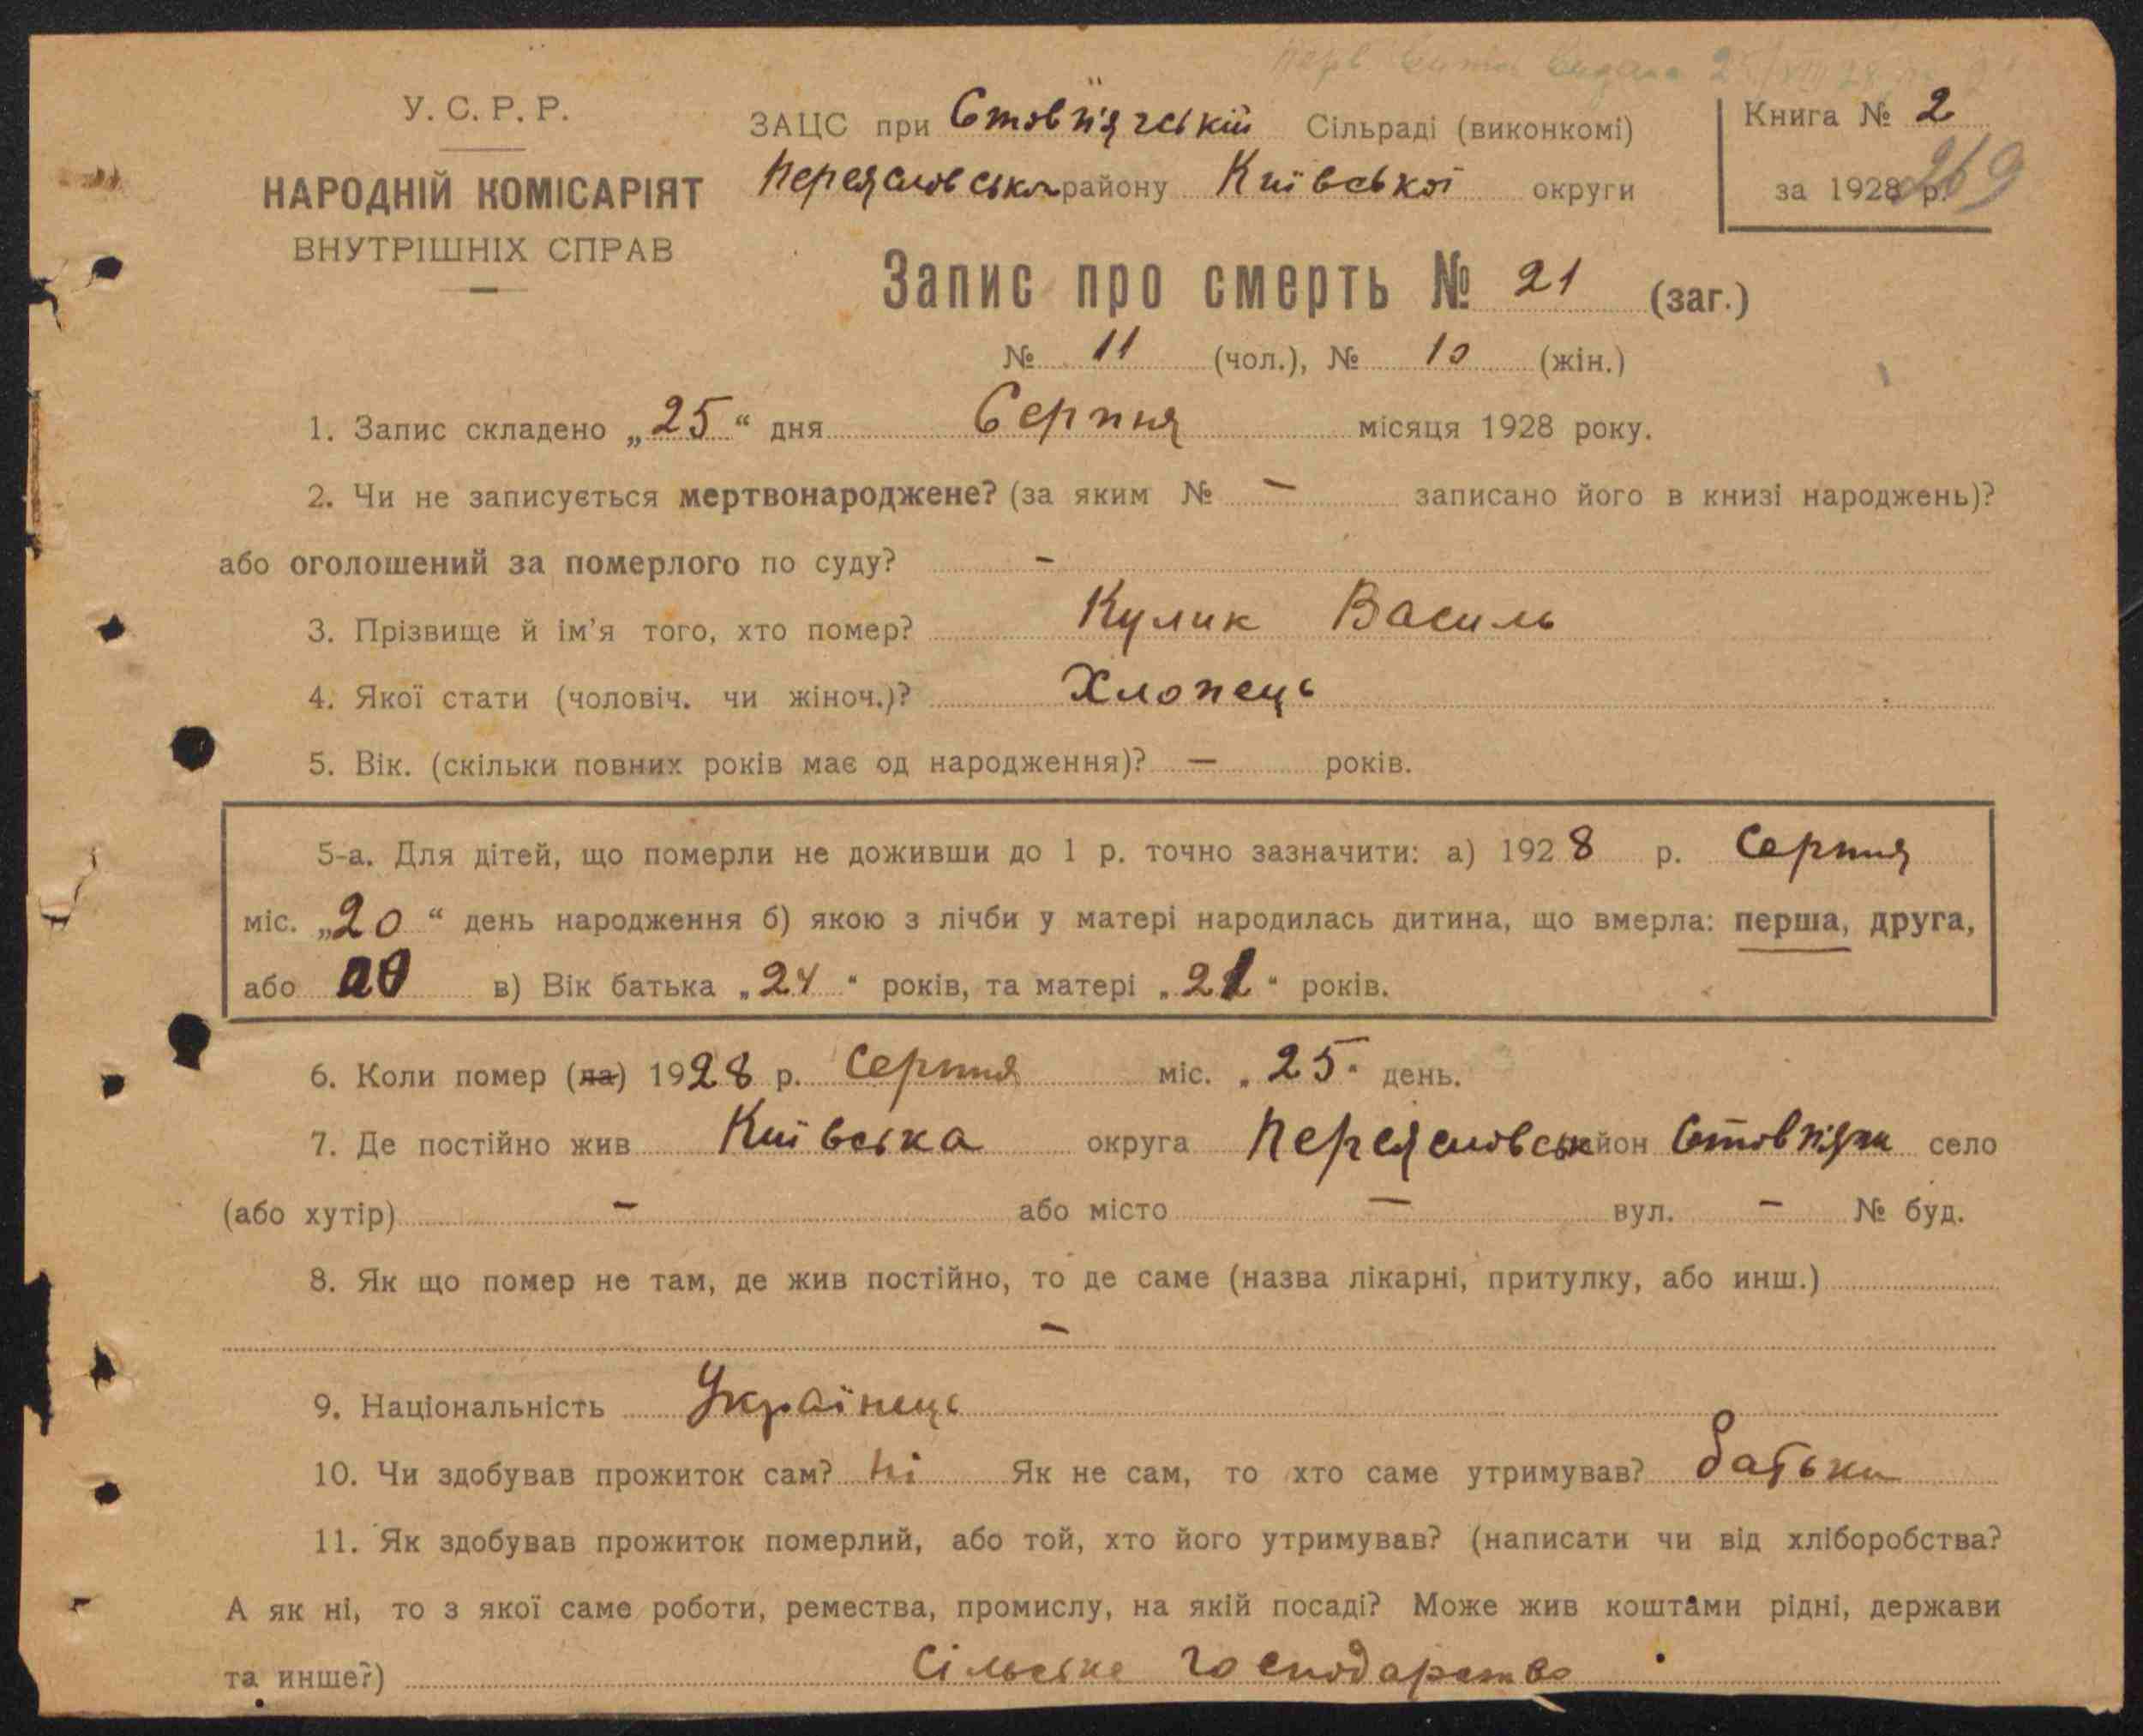 У. С. Р. Р.
НАРОДНІЙ КОМІСАРІЯТ
ВНУТРІШНІХ СПРАВ
ЗАЦС при Стовп'язській Сільраді (виконкомі)
Переясловськ району Київської округи
Книга № 2
за 1928 р.
269
Запис про смерть № 21 (заг.)
№ 11 (чол.), № 10 (жін.)
1. Запис складено „25“ дня Серпня місяця 1928 року.
2. Чи не записується мертвонароджене? (за яким № — записано його в книзі народжень)?
або оголошений за померлого по суду? —
3. Прізвище й ім'я того, хто помер? Кулик Василь
4. Якої стати (чоловіч. чи жіноч.)? Хлопець
5. Вік. (скільки повних років має од народження)? — років.
5-а. Для дітей, що померли не доживши до 1 р. точно зазначити: а) 1928 р. Серпня
міс. „20“ день народження б) якою з лічби у матері народилась дитина, що вмерла: перша, друга,
або в) Вік батька „24“ років, та матері „21“ років.
6. Коли помер (ла) 1928 р. Серпня міс. „25“ день.
7. Де постійно жив Київська округа Переясловськ район Стовп'яги село
(або хутір) — або місто — вул. — № буд.
8. Як що помер не там, де жив постійно, то де саме (назва лікарні, притулку, або инш.)
—
9. Національність Українець
10. Чи здобував прожиток сам? Ні Як не сам, то хто саме утримував? батьки
11. Як здобував прожиток померлий, або той, хто його утримував? (написати чи від хліборобства?
А як ні, то з якої саме роботи, ремества, промислу, на якій посаді? Може жив коштами рідні, держави
та инше?) Сільське господарство